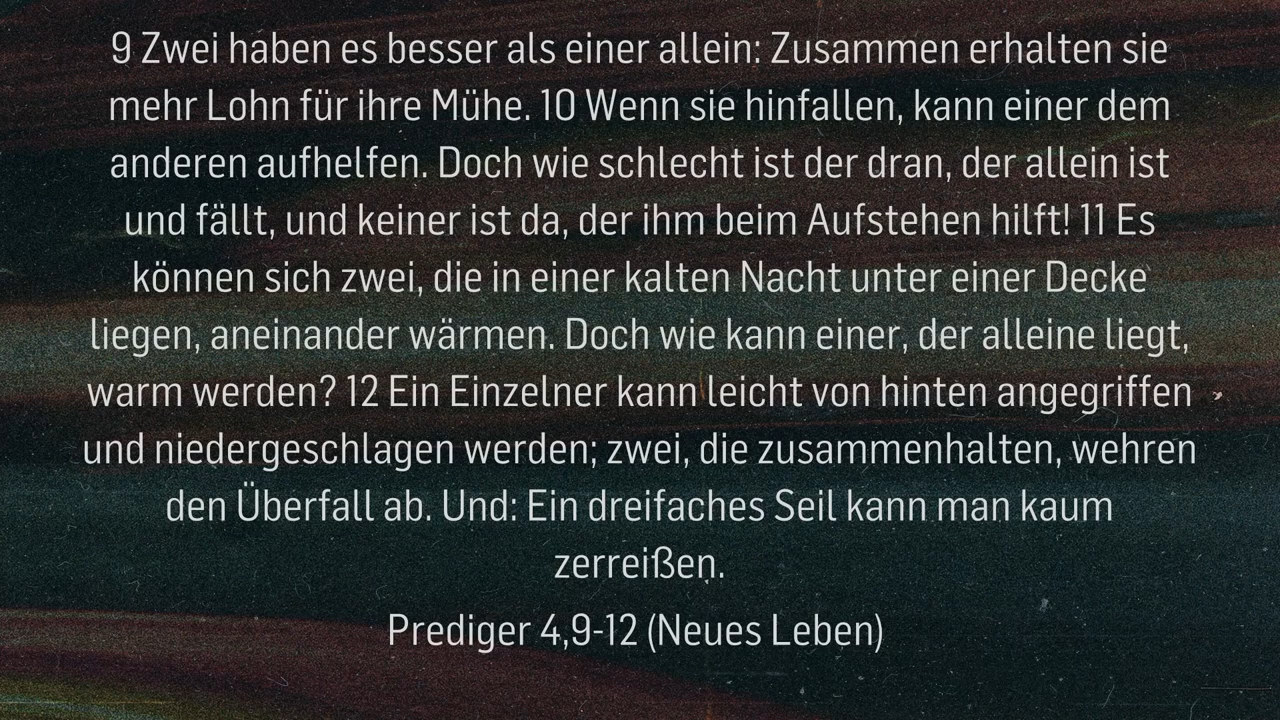 9 Zwei haben es besser als einer allein: Zusammen erhalten sie
mehr Lohn für ihre Mühe. 10 Wenn sie hinfallen, kann einer dem
anderen aufhelfen. Doch wie schlecht ist der dran, der allein ist
und fällt, und keiner ist da, der ihm beim Aufstehen hilft! 11 Es
können sich zwei, die in einer kalten Nacht unter einer Decke
liegen, aneinander wärmen. Doch wie kann einer, der alleine liegt,
warm werden? 12 Ein Einzelner kann leicht von hinten angegriffen
und niedergeschlagen werden; zwei, die zusammenhalten, wehren
den Überfall ab. Und: Ein dreifaches Seil kann man kaum
zerreißen.
Prediger 4,9-12 (Neues Leben)